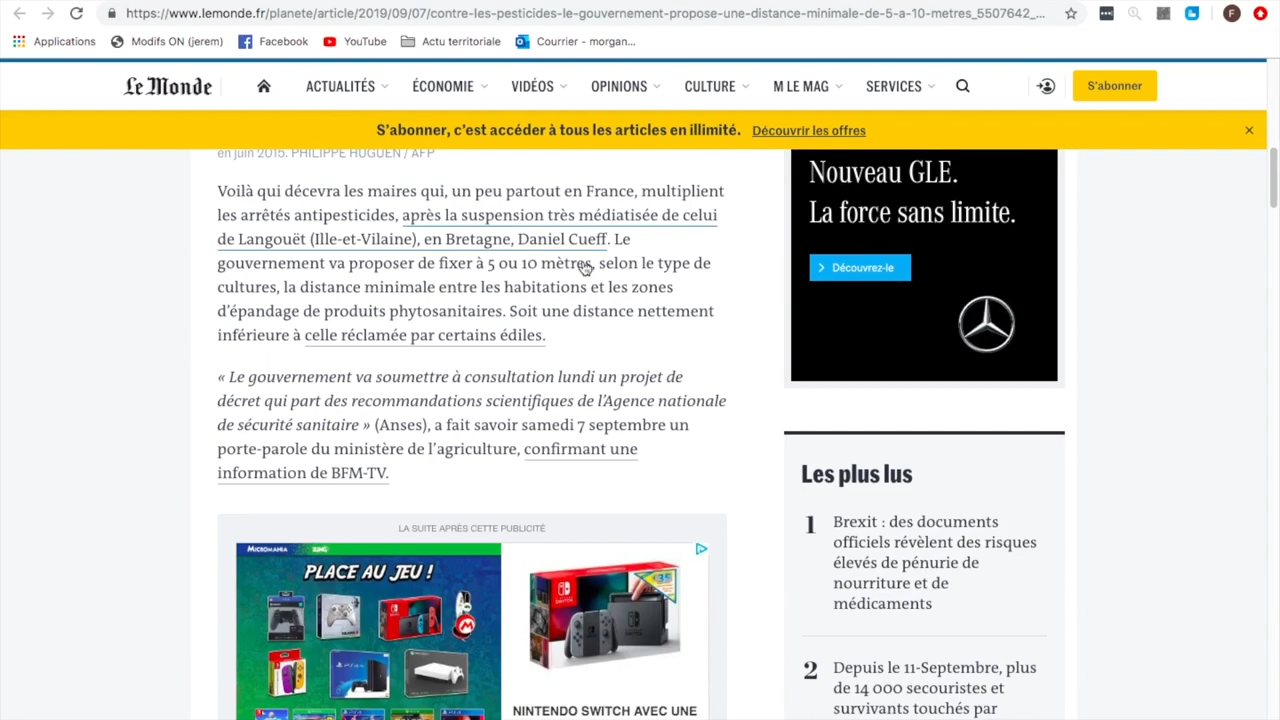 https://www.lemonde.fr/planete/article/2019/09/07/contre-les-pesticides-le-gouvernement-propose-une-distance-minimale-de-5-a-10-metres_5507642_...
F
Applications
Modifs ON (jerem)
Facebook
YouTube
Actu territoriale
Courrier - morgan...
Le Monde
ACTUALITÉS
ÉCONOMIE
VIDÉOS
OPINIONS
CULTURE
M LE MAG
SERVICES
S'abonner
S'abonner, c'est accéder à tous les articles en illimité. Découvrir les offres
en juin 2015. PHILIPPE HUGUEN / AFP
Voilà qui décevra les maires qui, un peu partout en France, multiplient
les arrêtés antipesticides, après la suspension très médiatisée de celui
de Langouët (Ille-et-Vilaine), en Bretagne, Daniel Cueff. Le
gouvernement va proposer de fixer à 5 ou 10 mètres, selon le type de
cultures, la distance minimale entre les habitations et les zones
d'épandage de produits phytosanitaires. Soit une distance nettement
inférieure à celle réclamée par certains édiles.
« Le gouvernement va soumettre à consultation lundi un projet de
décret qui part des recommandations scientifiques de l'Agence nationale
de sécurité sanitaire » (Anses), a fait savoir samedi 7 septembre un
porte-parole du ministère de l'agriculture, confirmant une
information de BFM-TV.
LA SUITE APRÈS CETTE PUBLICITÉ
MICROMANIA
ZING
PLACE AU JEU !
NINTENDO SWITCH AVEC UNE
Nouveau GLE.
La force sans limite.
Découvrez-le
Les plus lus
1 Brexit : des documents
officiels révèlent des risques
élevés de pénurie de
nourriture et de
médicaments
2 Depuis le 11-Septembre, plus
de 14 000 secouristes et
survivants touchés par